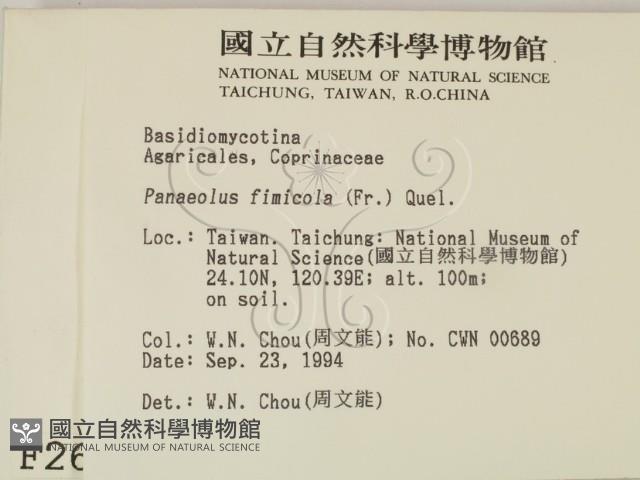 國立自然科學博物館
NATIONAL MUSEUM OF NATURAL SCIENCE
TAICHUNG, TAIWAN, R.O.CHINA
Basidiomycotina
Agaricales, Coprinaceae
Panaeolus fimicola (Fr.) Quel.
Loc.: Taiwan. Taichung: National Museum of
Natural Science(國立自然科學博物館)
24.10N, 120.39E; alt. 100m;
on soil.
Col.: W.N. Chou(周文能); No. CWN 00689
Date: Sep. 23, 1994
Det.: W.N. Chou(周文能)
國立自然科學博物館
NATIONAL MUSEUM OF NATURAL SCIENCE